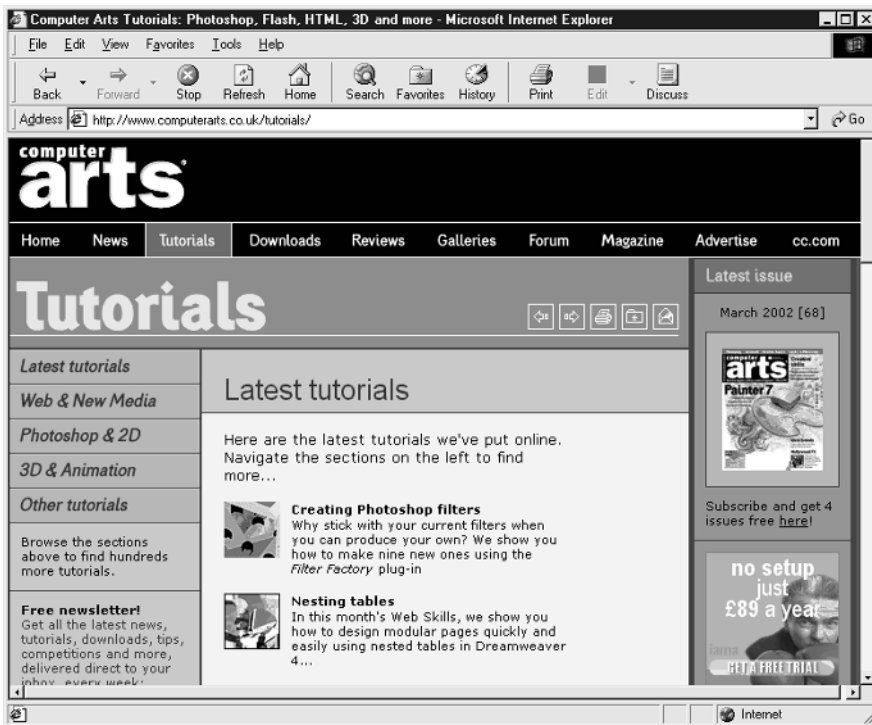 Computer Arts Tutorials: Photoshop, Flash, HTML, 3D and more - Microsoft Internet Explorer
File Edit View Favorites Tools Help
Back Forward Stop Refresh Home Search Favorites History Print Edit Discuss
Address http://www.computerarts.co.uk/tutorials/ Go
computer
arts
Home News Tutorials Downloads Reviews Galleries Forum Magazine Advertise cc.com
Tutorials
Latest tutorials
Web & New Media
Photoshop & 2D
3D & Animation
Other tutorials
Browse the sections
above to find hundreds
more tutorials.
Free newsletter!
Get all the latest news,
tutorials, downloads, tips,
competitions and more,
delivered direct to your
inbox, every week:
Latest tutorials
Here are the latest tutorials we've put online.
Navigate the sections on the left to find
more...
Creating Photoshop filters
Why stick with your current filters when
you can produce your own? We show you
how to make nine new ones using the
Filter Factory plug-in
Nesting tables
In this month's Web Skills, we show you
how to design modular pages quickly and
easily using nested tables in Dreamweaver
4...
Latest issue
March 2002 [68]
computer
arts
Painter 7
Subscribe and get 4
issues free here!
no setup
just
£89 a year
iama
GET A FREE TRIAL
Internet